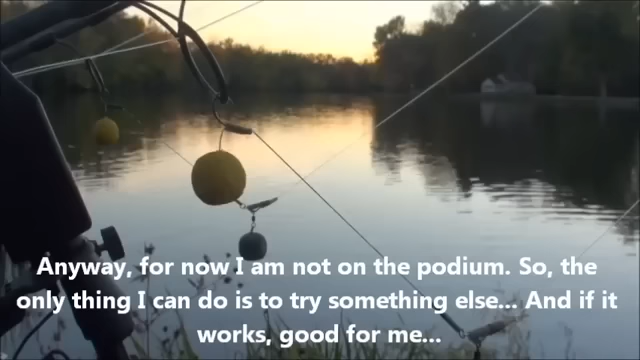 Anyway, for now I am not on the podium. So, the
only thing I can do is to try something else... And if it
works, good for me...